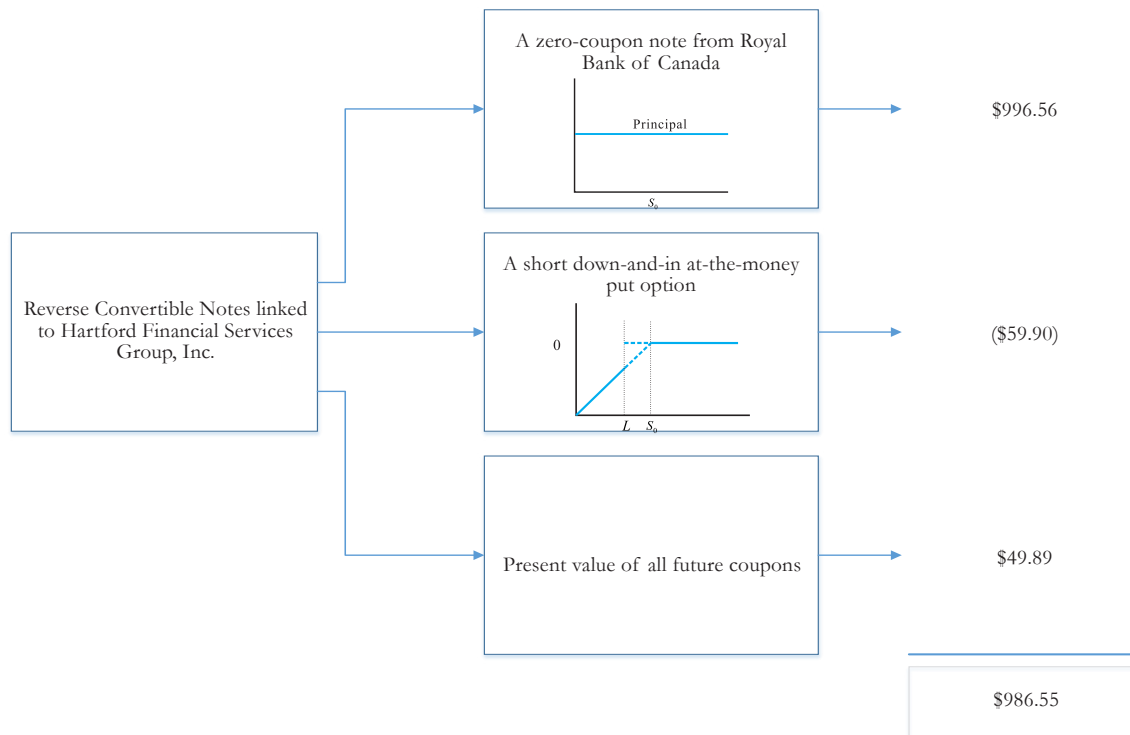 A zero-coupon note from Royal
Bank of Canada
Principal
S₀
$996.56
Reverse Convertible Notes linked
to Hartford Financial Services
Group, Inc.
A short down-and-in at-the-money
put option
0
L S₀
($59.90)
Present value of all future coupons
$49.89
$986.55